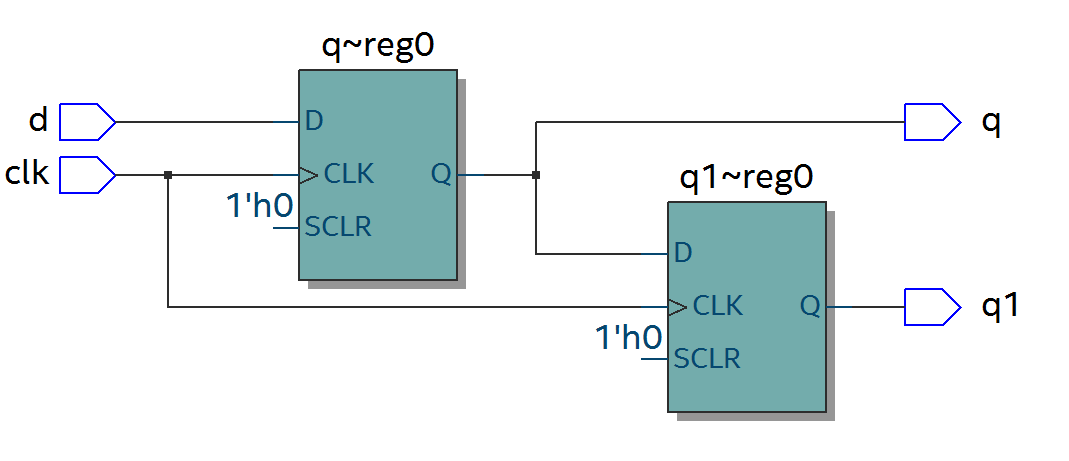 q~reg0
d
D
q
clk
CLK
Q
1'h0
SCLR
q1~reg0
D
CLK
Q
q1
1'h0
SCLR